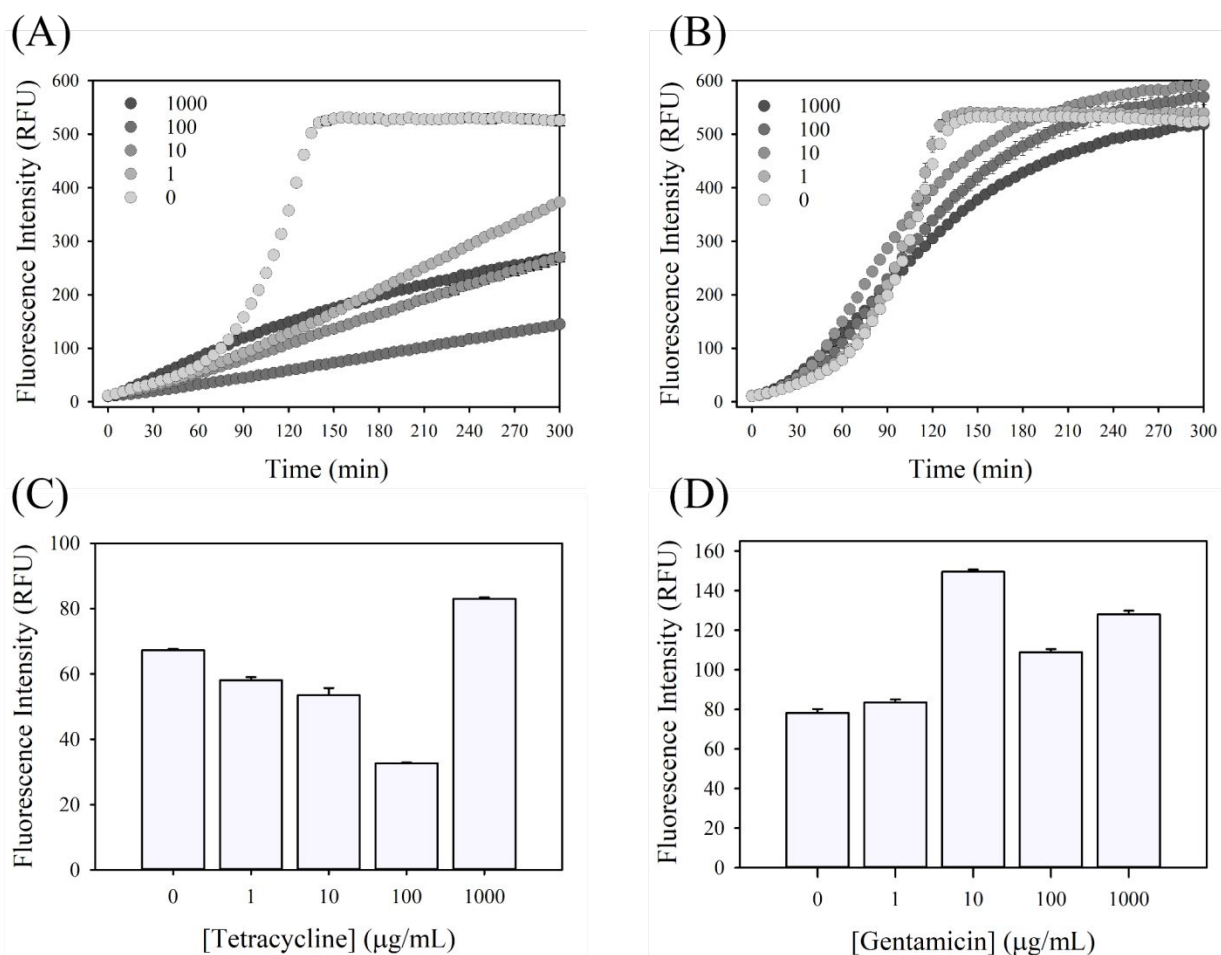 (A)
Fluorescence Intensity (RFU)
600
500
400
300
200
100
0
1000
100
10
1
0
0 30 60 90 120 150 180 210 240 270 300
Time (min)
(B)
Fluorescence Intensity (RFU)
600
500
400
300
200
100
0
1000
100
10
1
0
0 30 60 90 120 150 180 210 240 270 300
Time (min)
(C)
Fluorescence Intensity (RFU)
100
80
60
40
20
0
0 1 10 100 1000
[Tetracycline] (μg/mL)
(D)
Fluorescence Intensity (RFU)
160
140
120
100
80
60
40
20
0
0 1 10 100 1000
[Gentamicin] (μg/mL)